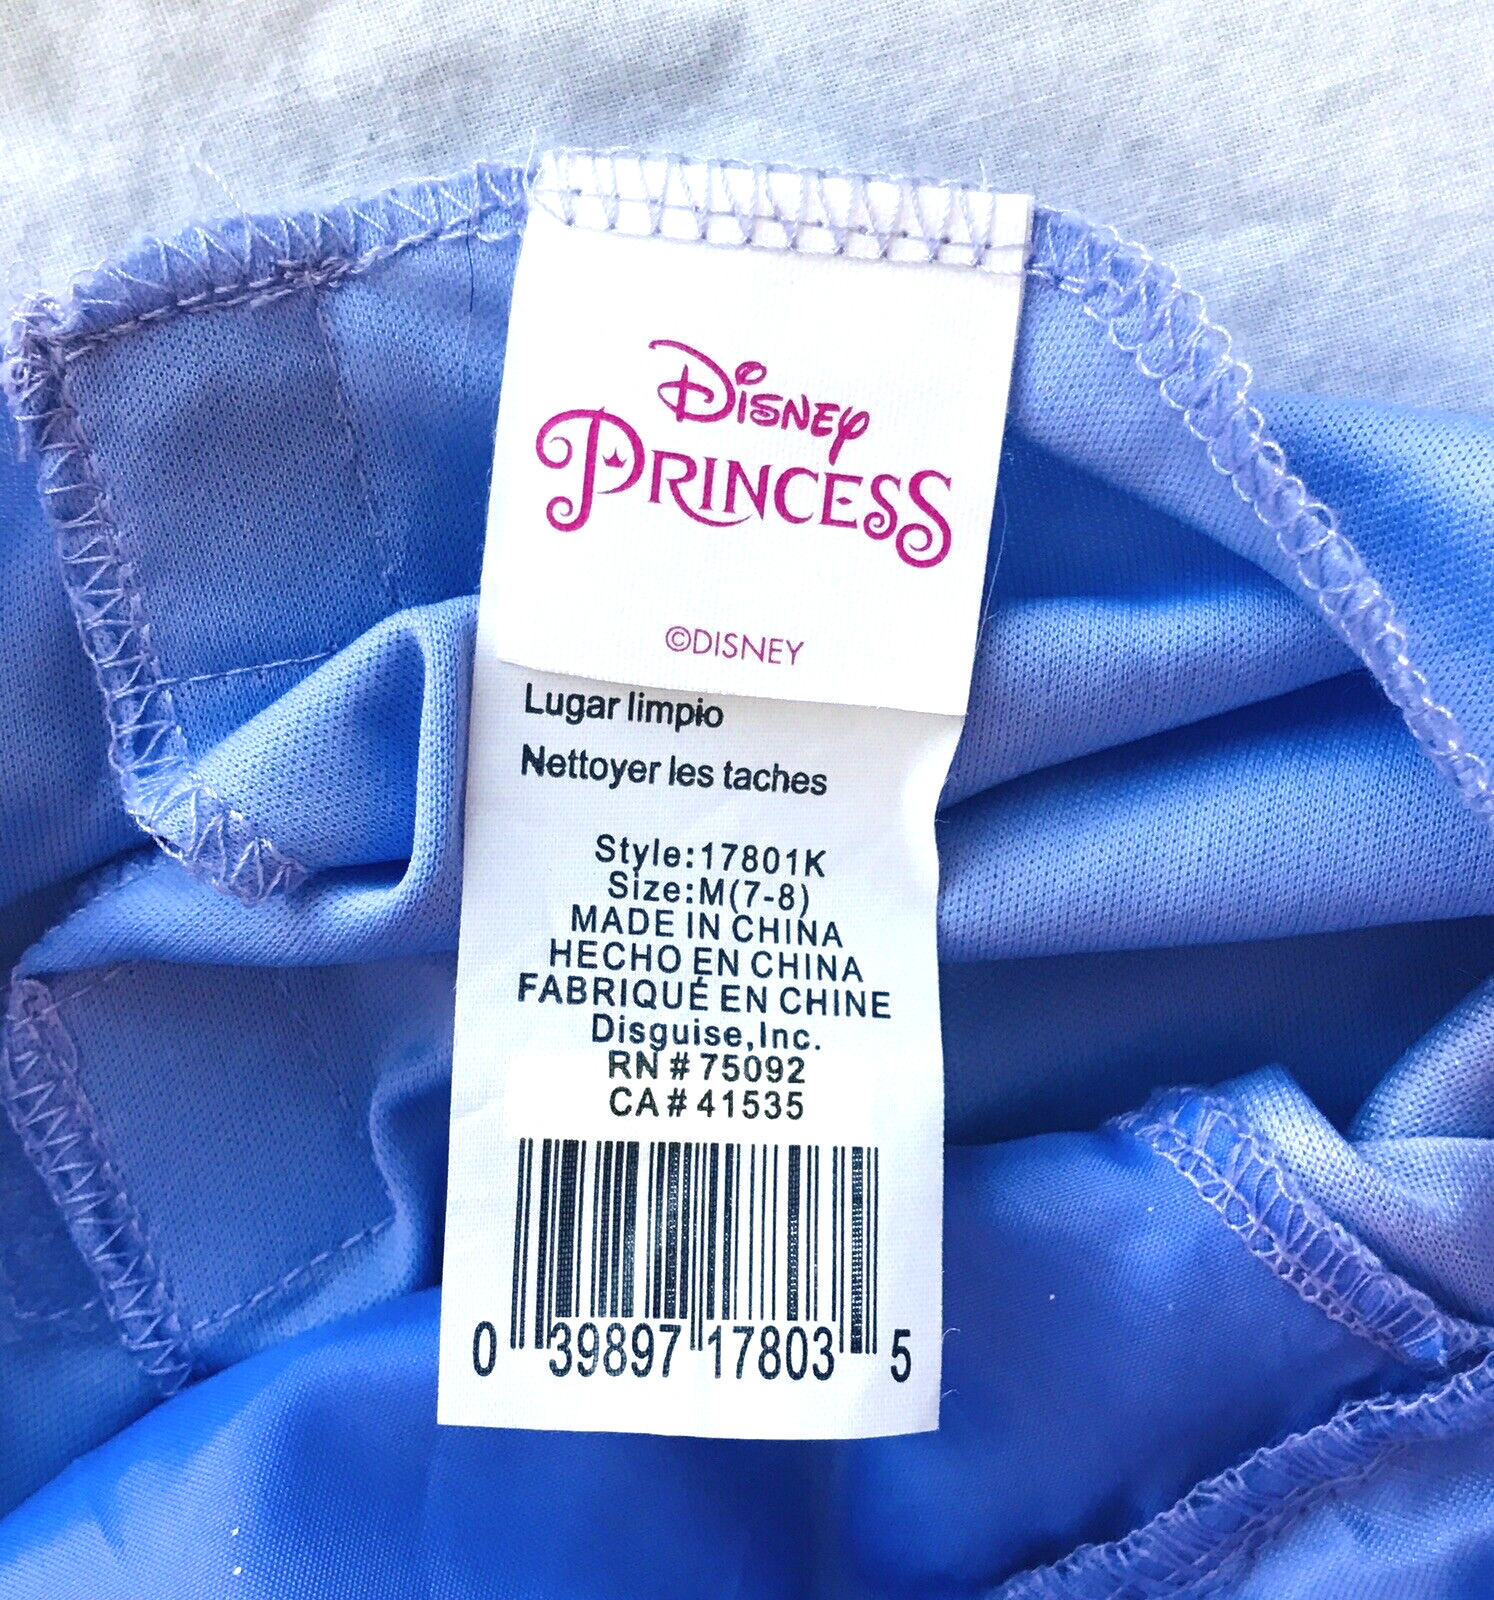 Disney
PRINCESS
©DISNEY
Lugar limpio
Nettoyer les taches
Style:17801K
Size:M(7-8)
MADE IN CHINA
HECHO EN CHINA
FABRIQUÉ EN CHINE
Disguise,Inc.
RN # 75092
CA # 41535
0 39897 17803 5